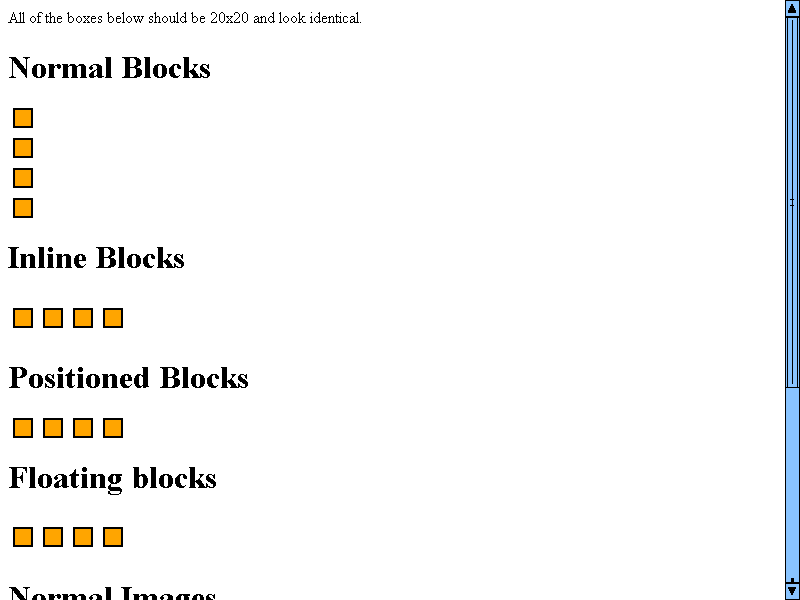 All of the boxes below should be 20x20 and look identical.
Normal Blocks
Inline Blocks
Positioned Blocks
Floating blocks
Normal Images